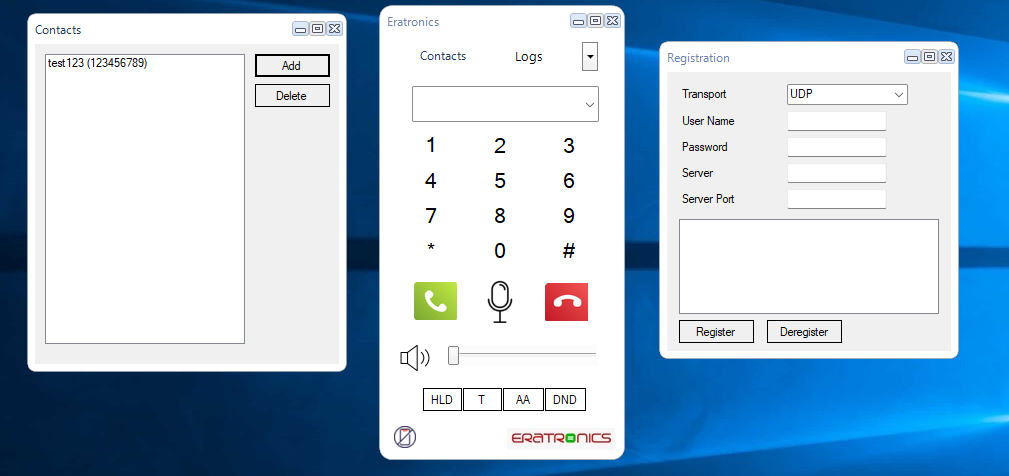 Contacts
test123 (123456789)
Add
Delete
Eratronics
Contacts Logs
1 2 3
4 5 6
7 8 9
* 0 #
HLD T AA DND
ERATRONICS
Registration
Transport UDP
User Name
Password
Server
Server Port
Register Deregister